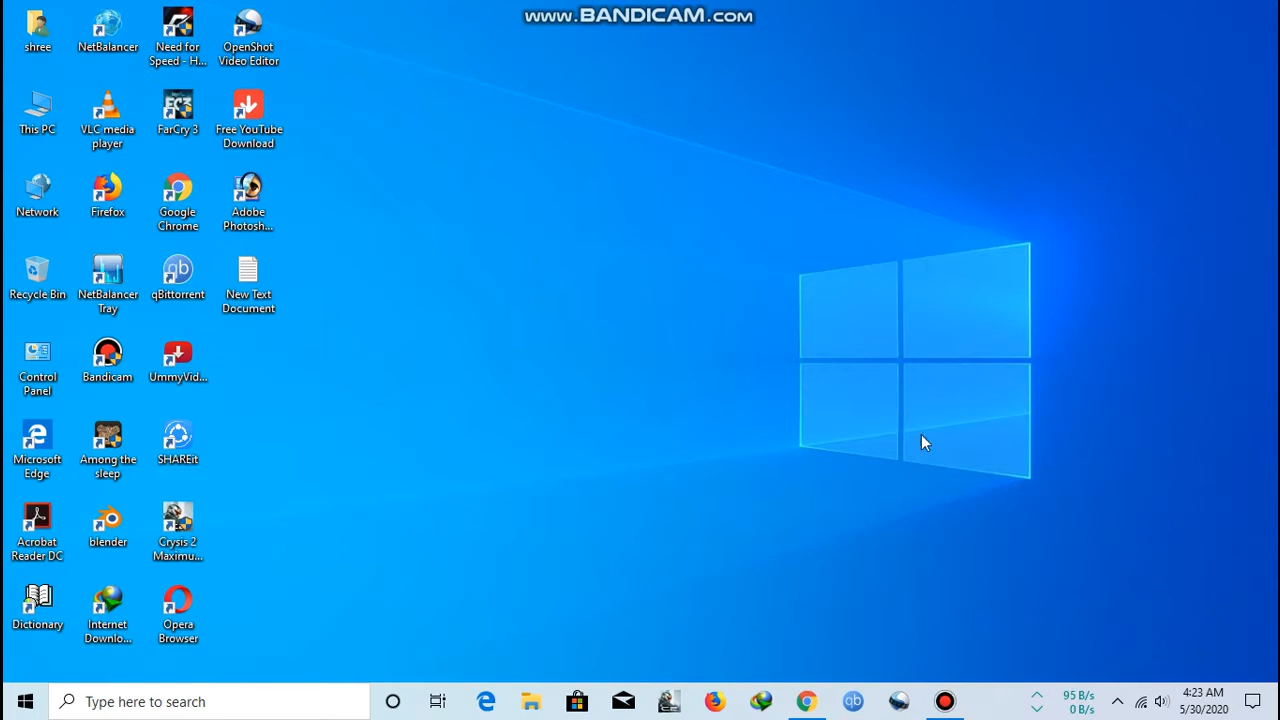 www.BANDICAM.com
shree
NetBalancer
Need for
Speed - H...
OpenShot
Video Editor
This PC
VLC media
player
FarCry 3
Free YouTube
Download
Network
Firefox
Google
Chrome
Adobe
Photosh...
Recycle Bin
NetBalancer
Tray
qBittorrent
New Text
Document
Control
Panel
Bandicam
UmmyVid...
Microsoft
Edge
Among the
sleep
SHAREit
Acrobat
Reader DC
blender
Crysis 2
Maximu...
Dictionary
Internet
Downlo...
Opera
Browser
Type here to search
95 B/s
0 B/s
4:23 AM
5/30/2020